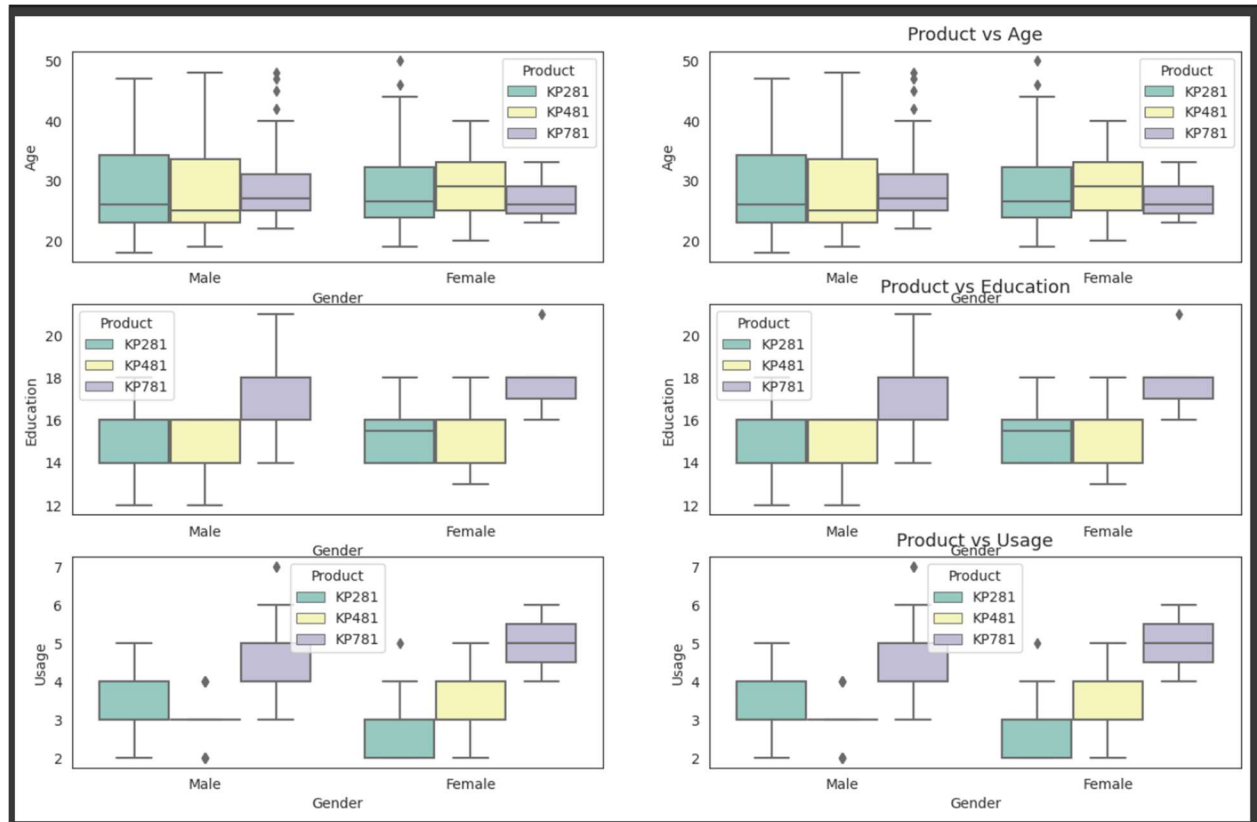 Product vs Age
50
40
30
20
Age
Product
KP281
KP481
KP781
Male
Female
Gender
50
40
30
20
Age
Product
KP281
KP481
KP781
Male
Female
Gender
Product vs Education
20
18
16
14
12
Education
Product
KP281
KP481
KP781
Male
Female
Gender
20
18
16
14
12
Education
Product
KP281
KP481
KP781
Male
Female
Gender
Product vs Usage
7
6
5
4
3
2
Usage
Product
KP281
KP481
KP781
Male
Female
Gender
7
6
5
4
3
2
Usage
Product
KP281
KP481
KP781
Male
Female
Gender